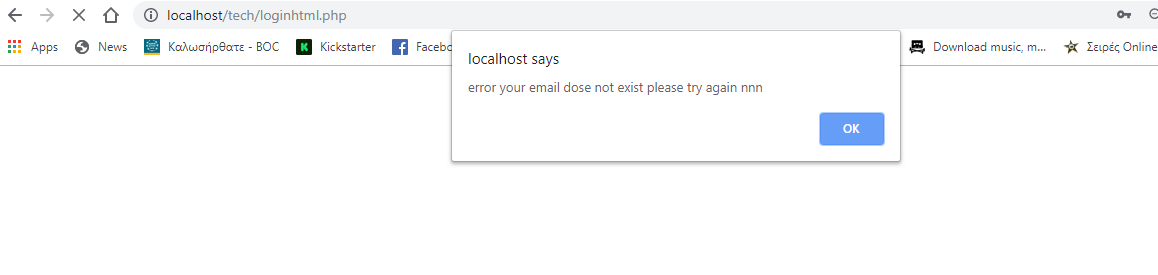 localhost/tech/loginhtml.php
Apps News Καλωσήρθατε - BOC Kickstarter Facebo Download music, m... Σειρές Online
localhost says
error your email dose not exist please try again nnn
OK